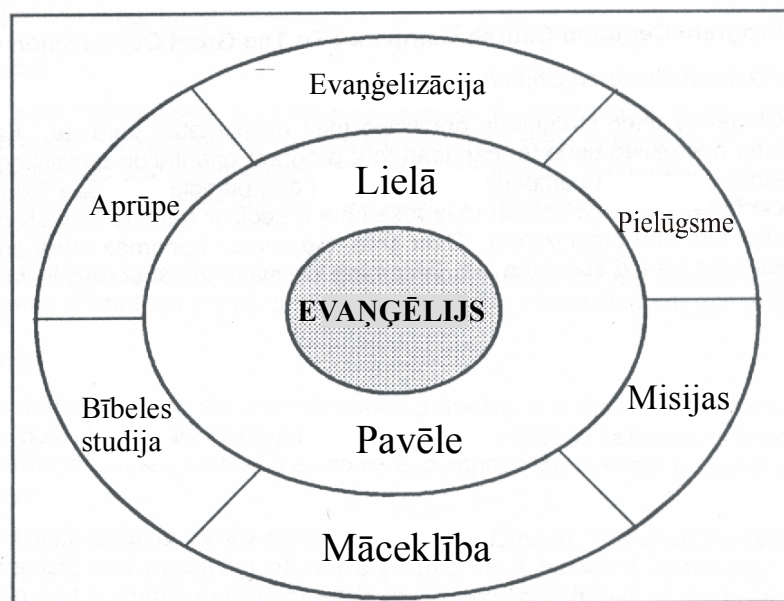 Evaņģelizācija
Lielā
Aprūpe
Pielūgsme
EVAŅĢĒLIJS
Bībeles
studija
Misijas
Pavēle
Māceklība